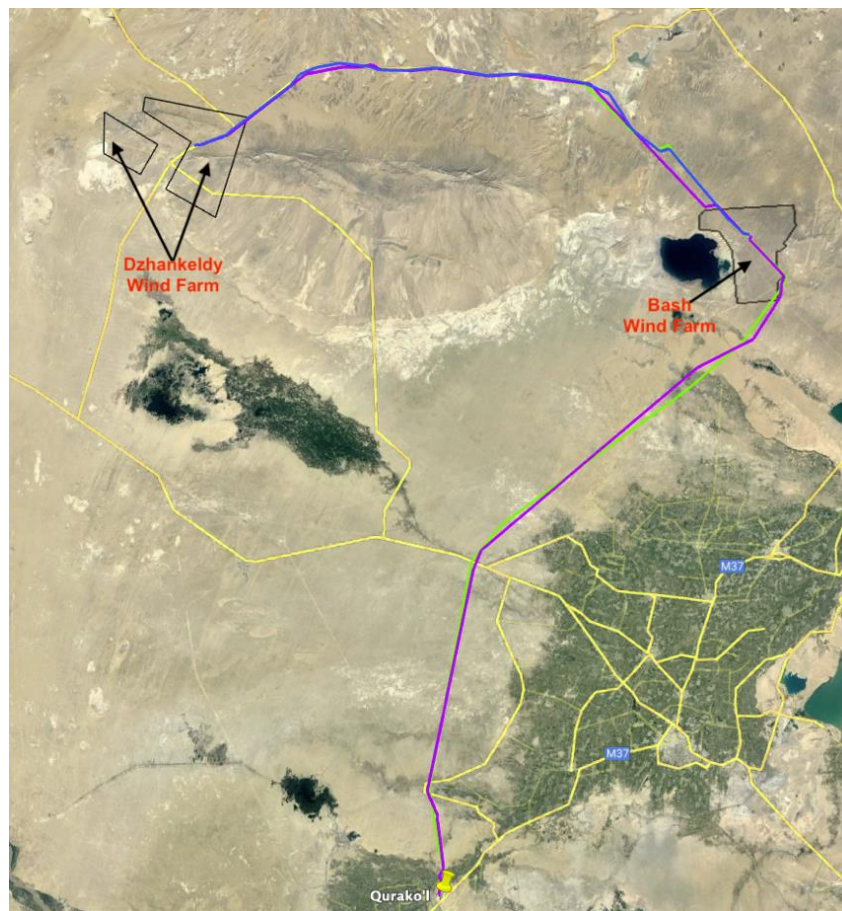 Dzhankeldy
Wind Farm
Bash
Wind Farm
M37
M37
Qurako'l